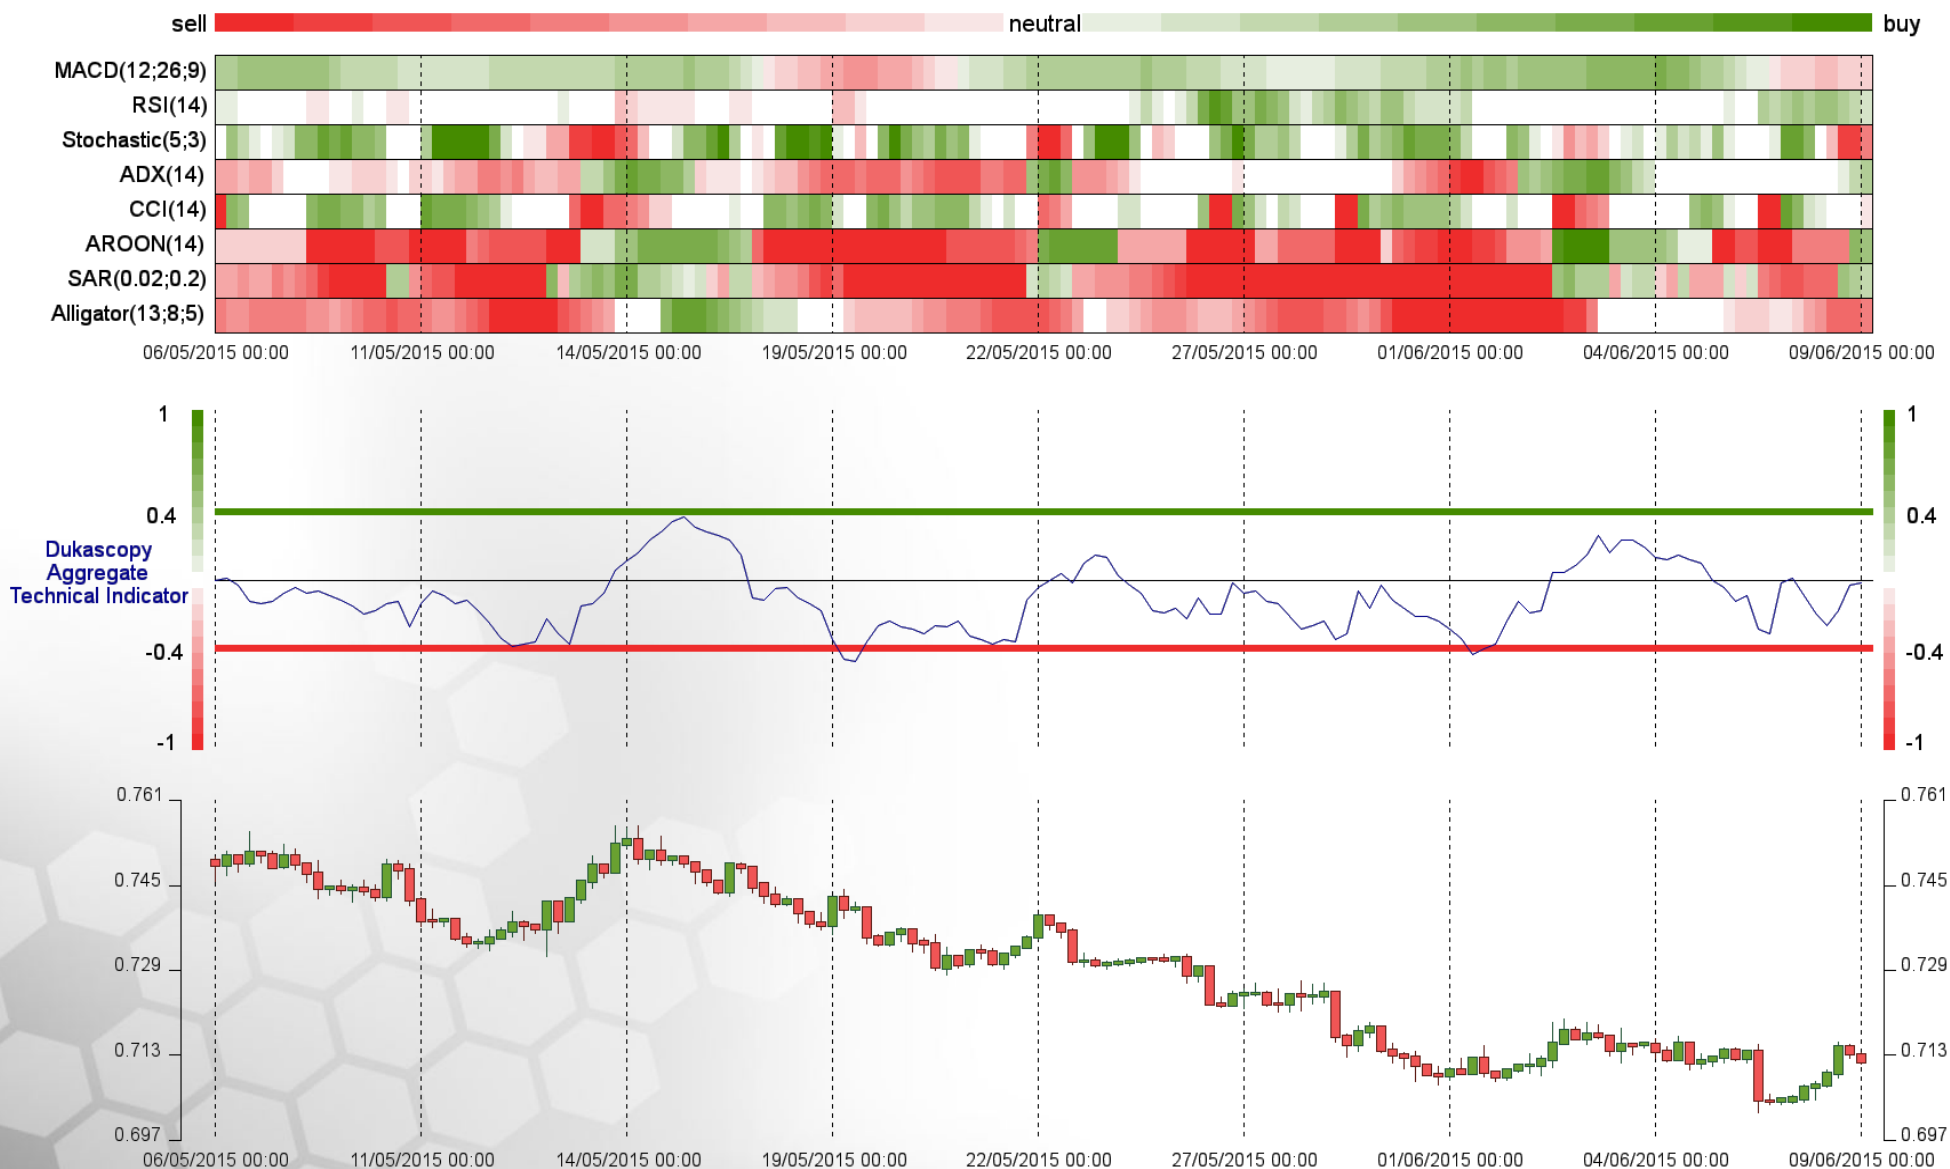 sell neutral buy
MACD(12;26;9)
RSI(14)
Stochastic(5;3)
ADX(14)
CCI(14)
AROON(14)
SAR(0.02;0.2)
Alligator(13;8;5)
06/05/2015 00:00 11/05/2015 00:00 14/05/2015 00:00 19/05/2015 00:00 22/05/2015 00:00 27/05/2015 00:00 01/06/2015 00:00 04/06/2015 00:00 09/06/2015 00:00
1 1
0.4 0.4
Dukascopy
Aggregate
Technical Indicator
-0.4 -0.4
-1 -1
0.761 0.761
0.745 0.745
0.729 0.729
0.713 0.713
0.697 0.697
06/05/2015 00:00 11/05/2015 00:00 14/05/2015 00:00 19/05/2015 00:00 22/05/2015 00:00 27/05/2015 00:00 01/06/2015 00:00 04/06/2015 00:00 09/06/2015 00:00